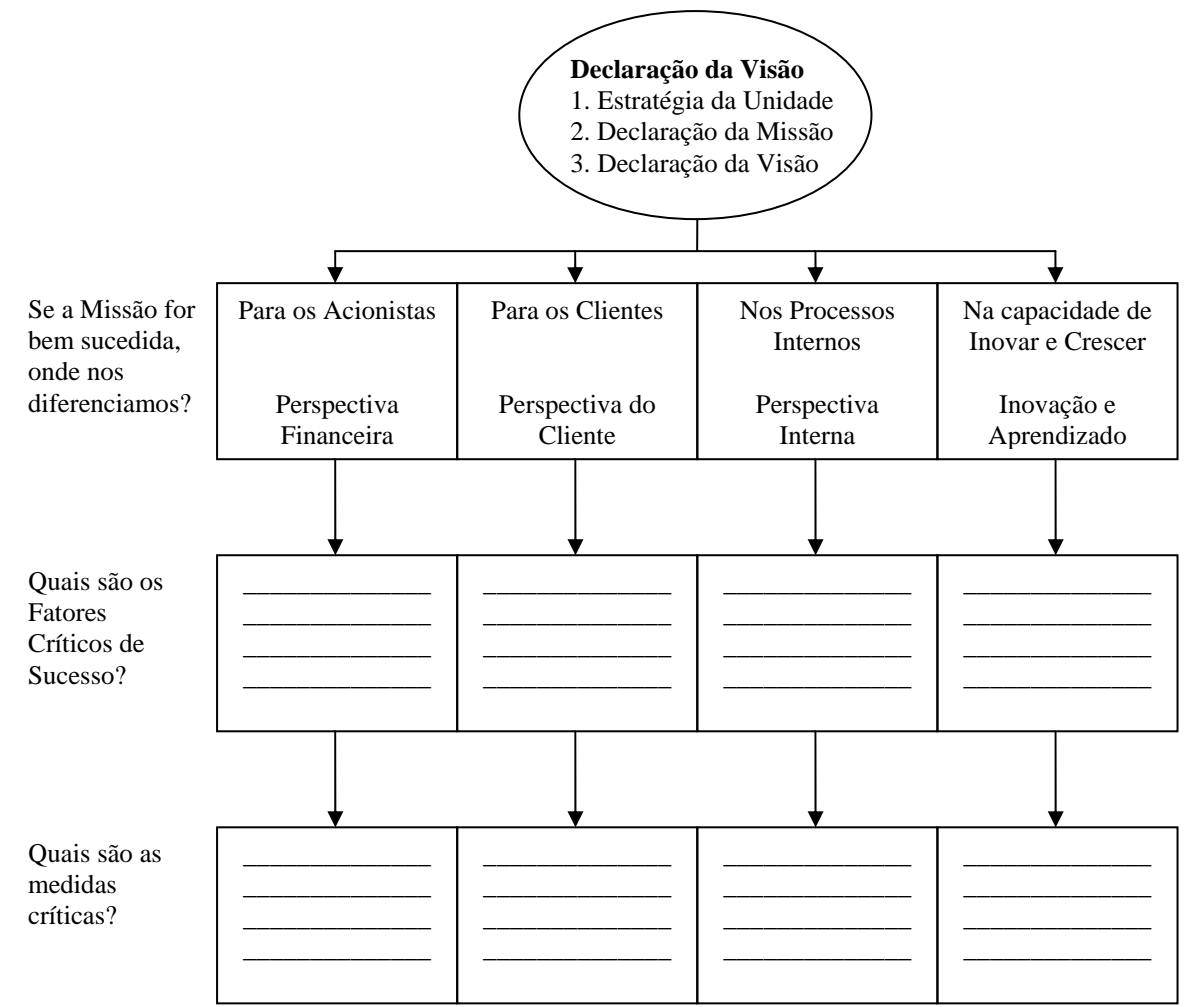 Declaração da Visão
1. Estratégia da Unidade
2. Declaração da Missão
3. Declaração da Visão
Se a Missão for
bem sucedida,
onde nos
diferenciamos?
Para os Acionistas
Perspectiva
Financeira
Para os Clientes
Perspectiva do
Cliente
Nos Processos
Internos
Perspectiva
Interna
Na capacidade de
Inovar e Crescer
Inovação e
Aprendizado
Quais são os
Fatores
Críticos de
Sucesso?
Quais são as
medidas
críticas?